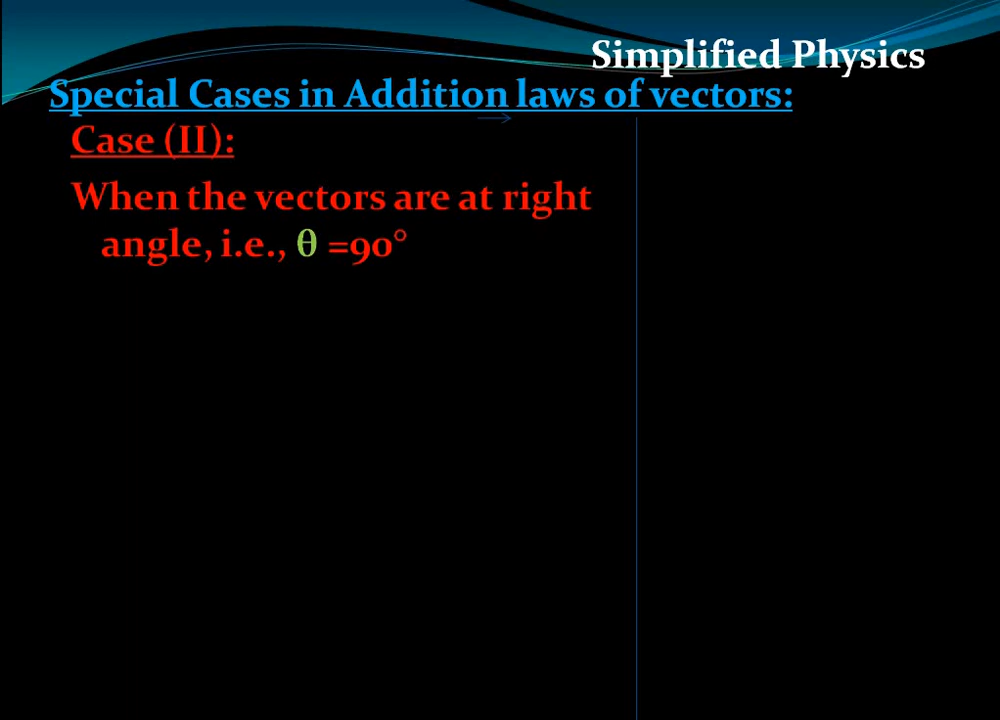 Simplified Physics
Special Cases in Addition laws of vectors:
Case (II):
When the vectors are at right
angle, i.e., θ =90°